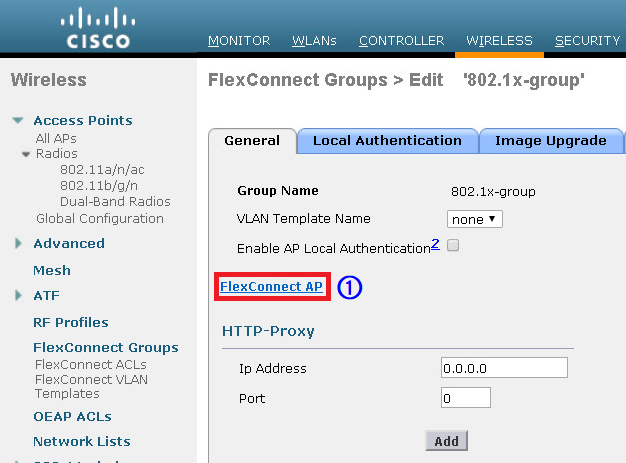 CISCO
MONITOR WLANs CONTROLLER WIRELESS SECURITY
Wireless
Access Points
All APs
Radios
802.11a/n/ac
802.11b/g/n
Dual-Band Radios
Global Configuration
Advanced
Mesh
ATF
RF Profiles
FlexConnect Groups
FlexConnect ACLs
FlexConnect VLAN
Templates
OEAP ACLs
Network Lists
FlexConnect Groups > Edit '802.1x-group'
General Local Authentication Image Upgrade
Group Name 802.1x-group
VLAN Template Name none
Enable AP Local Authentication2
FlexConnect AP 1
HTTP-Proxy
Ip Address 0.0.0.0
Port 0
Add